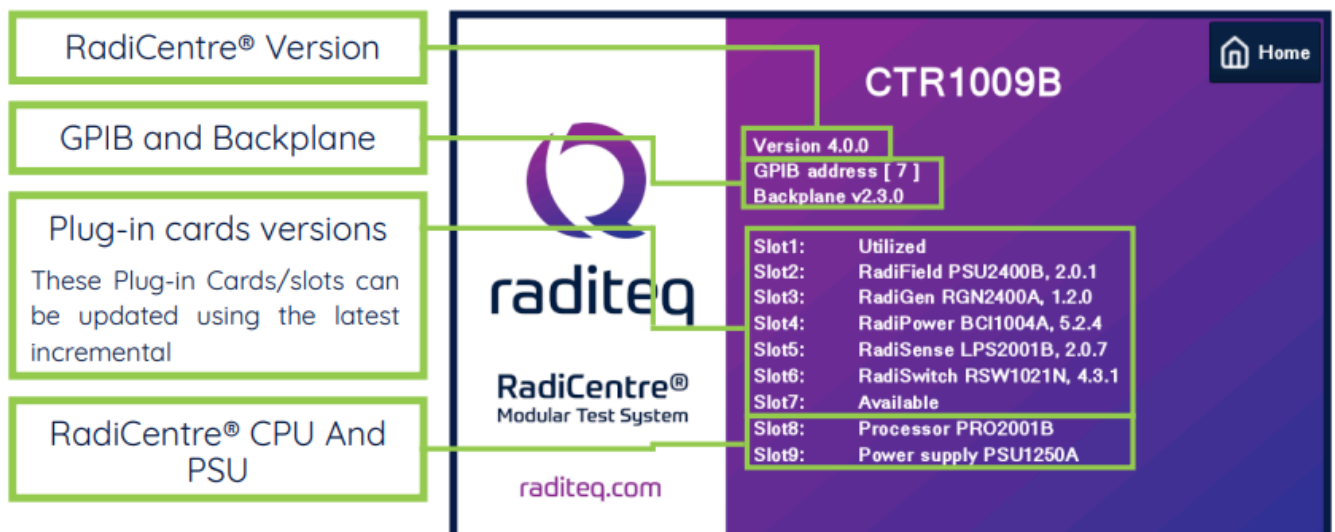 RadiCentre® Version
GPIB and Backplane
Plug-in cards versions
These Plug-in Cards/slots can
be updated using the latest
incremental
RadiCentre® CPU And
PSU
raditeq
RadiCentre®
Modular Test System
raditeq.com
Home
CTR1009B
Version 4.0.0
GPIB address [ 7 ]
Backplane v2.3.0
Slot1: Utilized
Slot2: RadiField PSU2400B, 2.0.1
Slot3: RadiGen RGN2400A, 1.2.0
Slot4: RadiPower BCI1004A, 5.2.4
Slot5: RadiSense LPS2001B, 2.0.7
Slot6: RadiSwitch RSW1021N, 4.3.1
Slot7: Available
Slot8: Processor PRO2001B
Slot9: Power supply PSU1250A